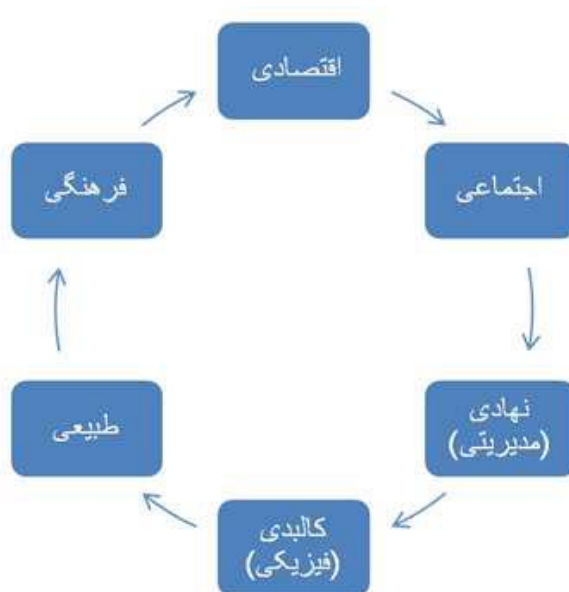 اقتصادی
اجتماعی
نهادی
(مدیریتی)
کالبدی
(فیزیکی)
طبیعی
فرهنگی